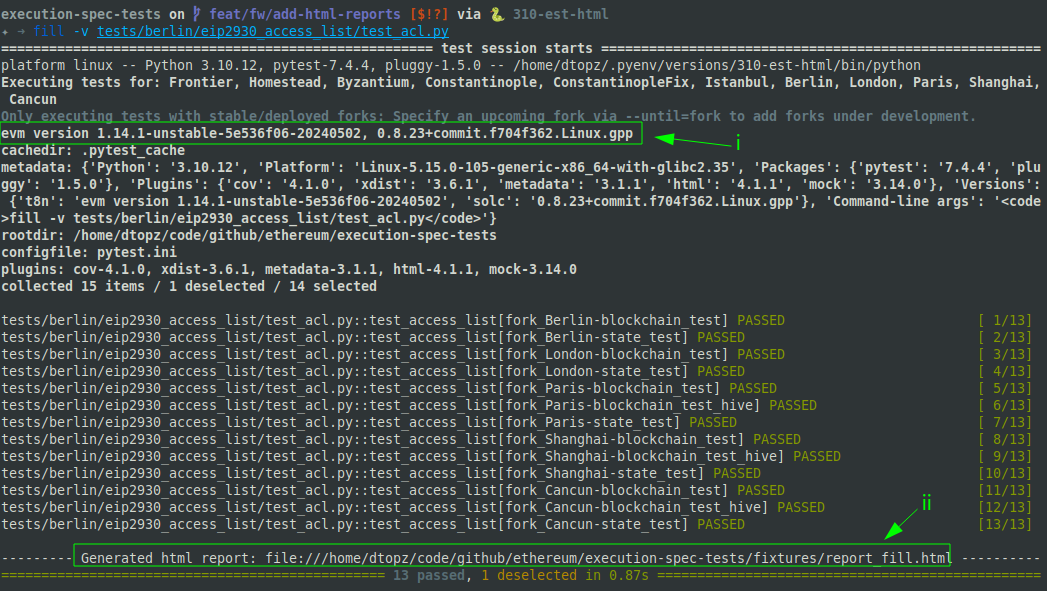 execution-spec-tests on feat/fw/add-html-reports [$!?] via 🐍 310-est-html
✦ → fill -v tests/berlin/eip2930_access_list/test_acl.py
====================================================== test session starts =======================================================
platform linux -- Python 3.10.12, pytest-7.4.4, pluggy-1.5.0 -- /home/dtopz/.pyenv/versions/310-est-html/bin/python
Executing tests for: Frontier, Homestead, Byzantium, Constantinople, ConstantinopleFix, Istanbul, Berlin, London, Paris, Shanghai,
 Cancun
Only executing tests with stable/deployed forks: Specify an upcoming fork via --until=fork to add forks under development.
evm version 1.14.1-unstable-5e536f06-20240502, 0.8.23+commit.f704f362.Linux.gpp
i
cachedir: .pytest_cache
metadata: {'Python': '3.10.12', 'Platform': 'Linux-5.15.0-105-generic-x86_64-with-glibc2.35', 'Packages': {'pytest': '7.4.4', 'plu
ggy': '1.5.0'}, 'Plugins': {'cov': '4.1.0', 'xdist': '3.6.1', 'metadata': '3.1.1', 'html': '4.1.1', 'mock': '3.14.0'}, 'Versions':
 {'t8n': 'evm version 1.14.1-unstable-5e536f06-20240502', 'solc': '0.8.23+commit.f704f362.Linux.gpp'}, 'Command-line args': '<code
>fill -v tests/berlin/eip2930_access_list/test_acl.py</code>'}
rootdir: /home/dtopz/code/github/ethereum/execution-spec-tests
configfile: pytest.ini
plugins: cov-4.1.0, xdist-3.6.1, metadata-3.1.1, html-4.1.1, mock-3.14.0
collected 15 items / 1 deselected / 14 selected
tests/berlin/eip2930_access_list/test_acl.py::test_access_list[fork_Berlin-blockchain_test] PASSED [ 1/13]
tests/berlin/eip2930_access_list/test_acl.py::test_access_list[fork_Berlin-state_test] PASSED [ 2/13]
tests/berlin/eip2930_access_list/test_acl.py::test_access_list[fork_London-blockchain_test] PASSED [ 3/13]
tests/berlin/eip2930_access_list/test_acl.py::test_access_list[fork_London-state_test] PASSED [ 4/13]
tests/berlin/eip2930_access_list/test_acl.py::test_access_list[fork_Paris-blockchain_test] PASSED [ 5/13]
tests/berlin/eip2930_access_list/test_acl.py::test_access_list[fork_Paris-blockchain_test_hive] PASSED [ 6/13]
tests/berlin/eip2930_access_list/test_acl.py::test_access_list[fork_Paris-state_test] PASSED [ 7/13]
tests/berlin/eip2930_access_list/test_acl.py::test_access_list[fork_Shanghai-blockchain_test] PASSED [ 8/13]
tests/berlin/eip2930_access_list/test_acl.py::test_access_list[fork_Shanghai-blockchain_test_hive] PASSED [ 9/13]
tests/berlin/eip2930_access_list/test_acl.py::test_access_list[fork_Shanghai-state_test] PASSED [10/13]
tests/berlin/eip2930_access_list/test_acl.py::test_access_list[fork_Cancun-blockchain_test] PASSED [11/13]
tests/berlin/eip2930_access_list/test_acl.py::test_access_list[fork_Cancun-blockchain_test_hive] PASSED [12/13]
tests/berlin/eip2930_access_list/test_acl.py::test_access_list[fork_Cancun-state_test] PASSED [13/13]
ii
--------- Generated html report: file:///home/dtopz/code/github/ethereum/execution-spec-tests/fixtures/report_fill.html ----------
================================================ 13 passed, 1 deselected in 0.87s ================================================